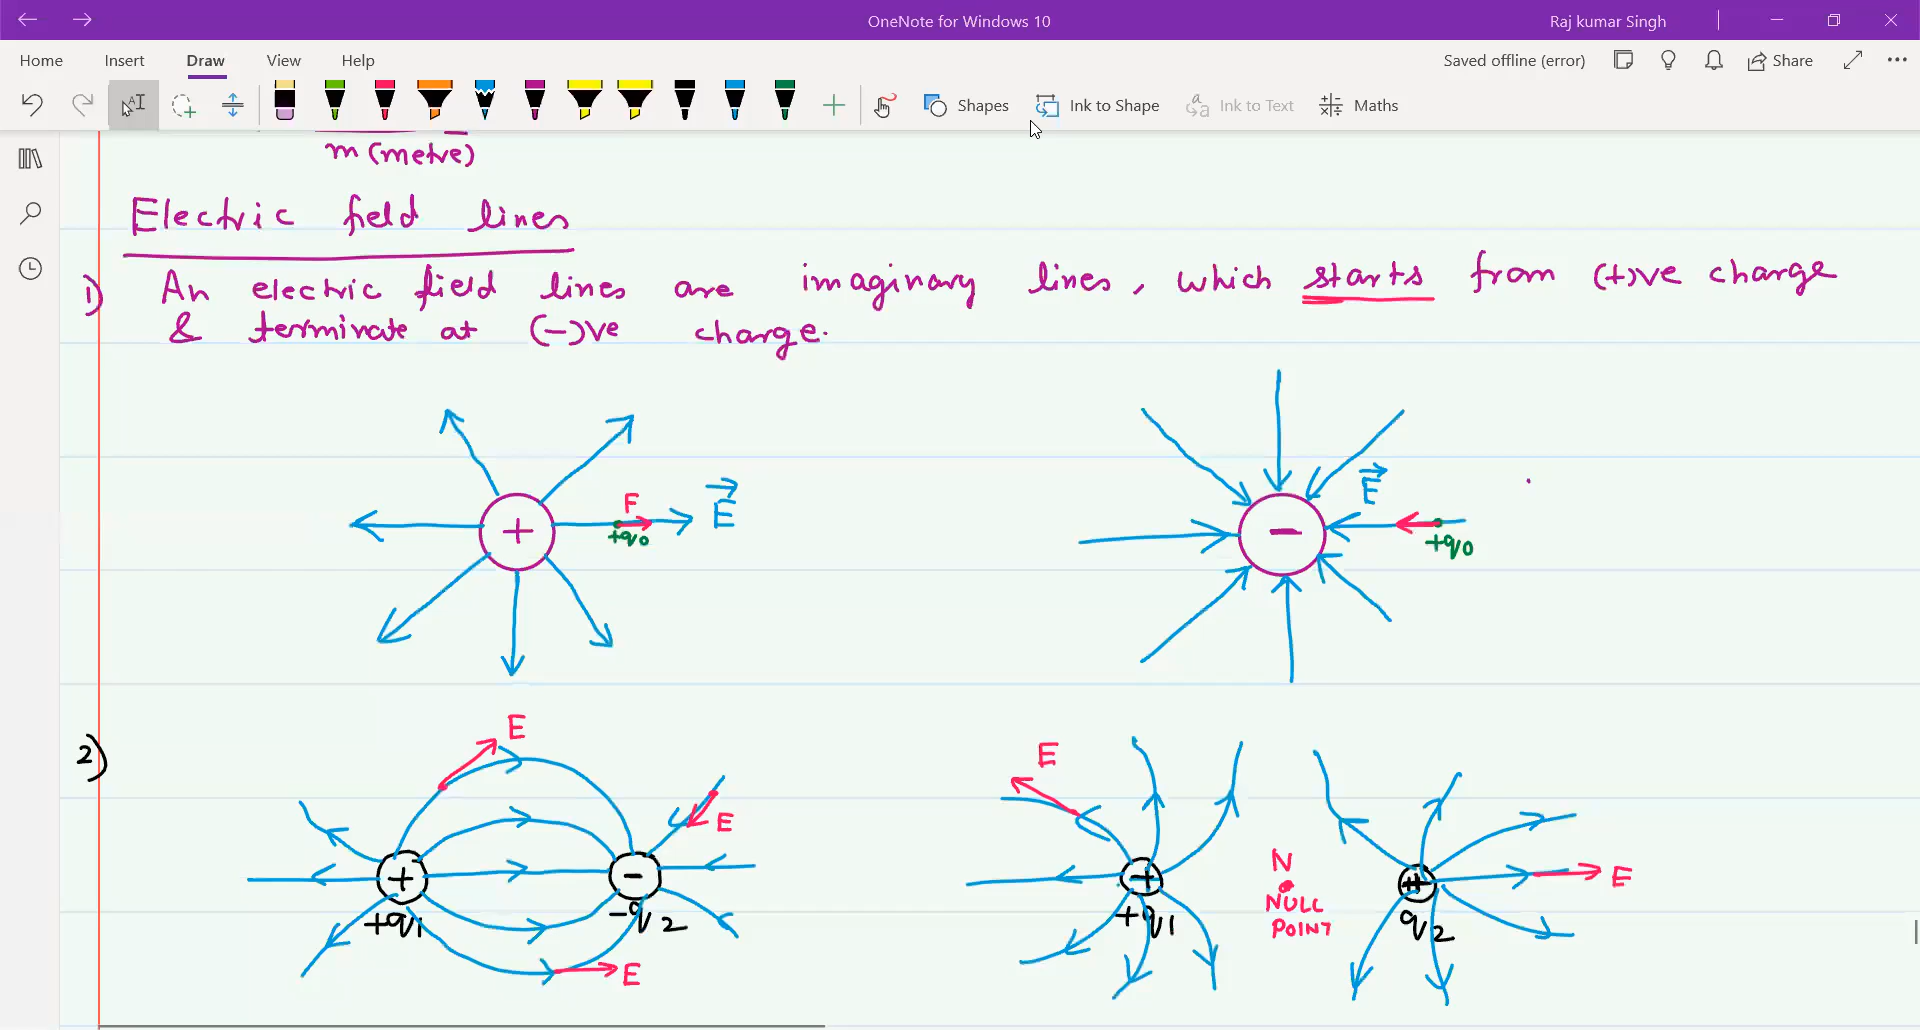 OneNote for Windows 10
Raj kumar Singh
Home Insert Draw View Help
Saved offline (error)
Share
Shapes
Ink to Shape
Ink to Text
Maths
m (metre)
Electric field lines
1) An electric field lines are imaginary lines, which starts from (+)ve charge
& terminate at (-)ve charge.
F
+q0
E
+
E
+q0
-
2)
E
E
E
+
+q1
-
-q2
E
+
+q1
N
NULL
POINT
+
q2
E